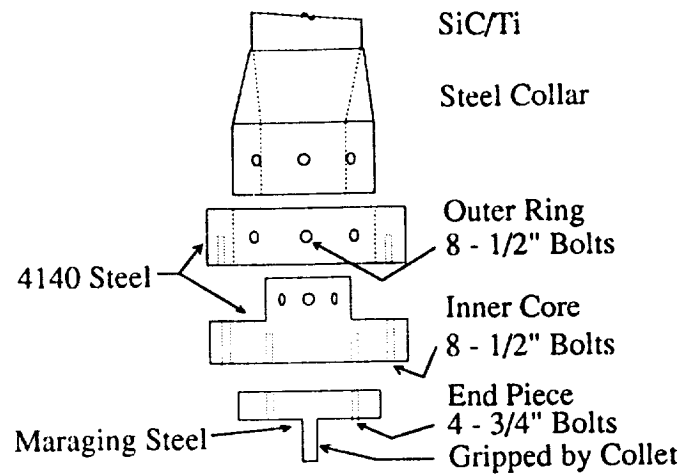 SiC/Ti
Steel Collar
Outer Ring
8 - 1/2" Bolts
4140 Steel
Inner Core
8 - 1/2" Bolts
End Piece
4 - 3/4" Bolts
Maraging Steel
Gripped by Collet